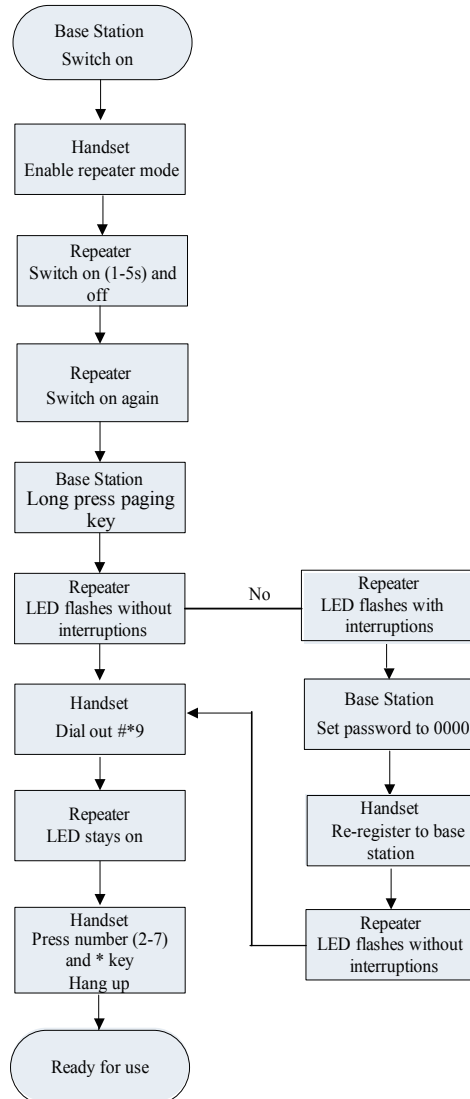 Base Station
Switch on
Handset
Enable repeater mode
Repeater
Switch on (1-5s) and
off
Repeater
Switch on again
Base Station
Long press paging
key
Repeater
LED flashes without
interruptions
No
Repeater
LED flashes with
interruptions
Base Station
Set password to 0000
Handset
Re-register to base
station
Repeater
LED flashes without
interruptions
Handset
Dial out #*9
Repeater
LED stays on
Handset
Press number (2-7)
and * key
Hang up
Ready for use